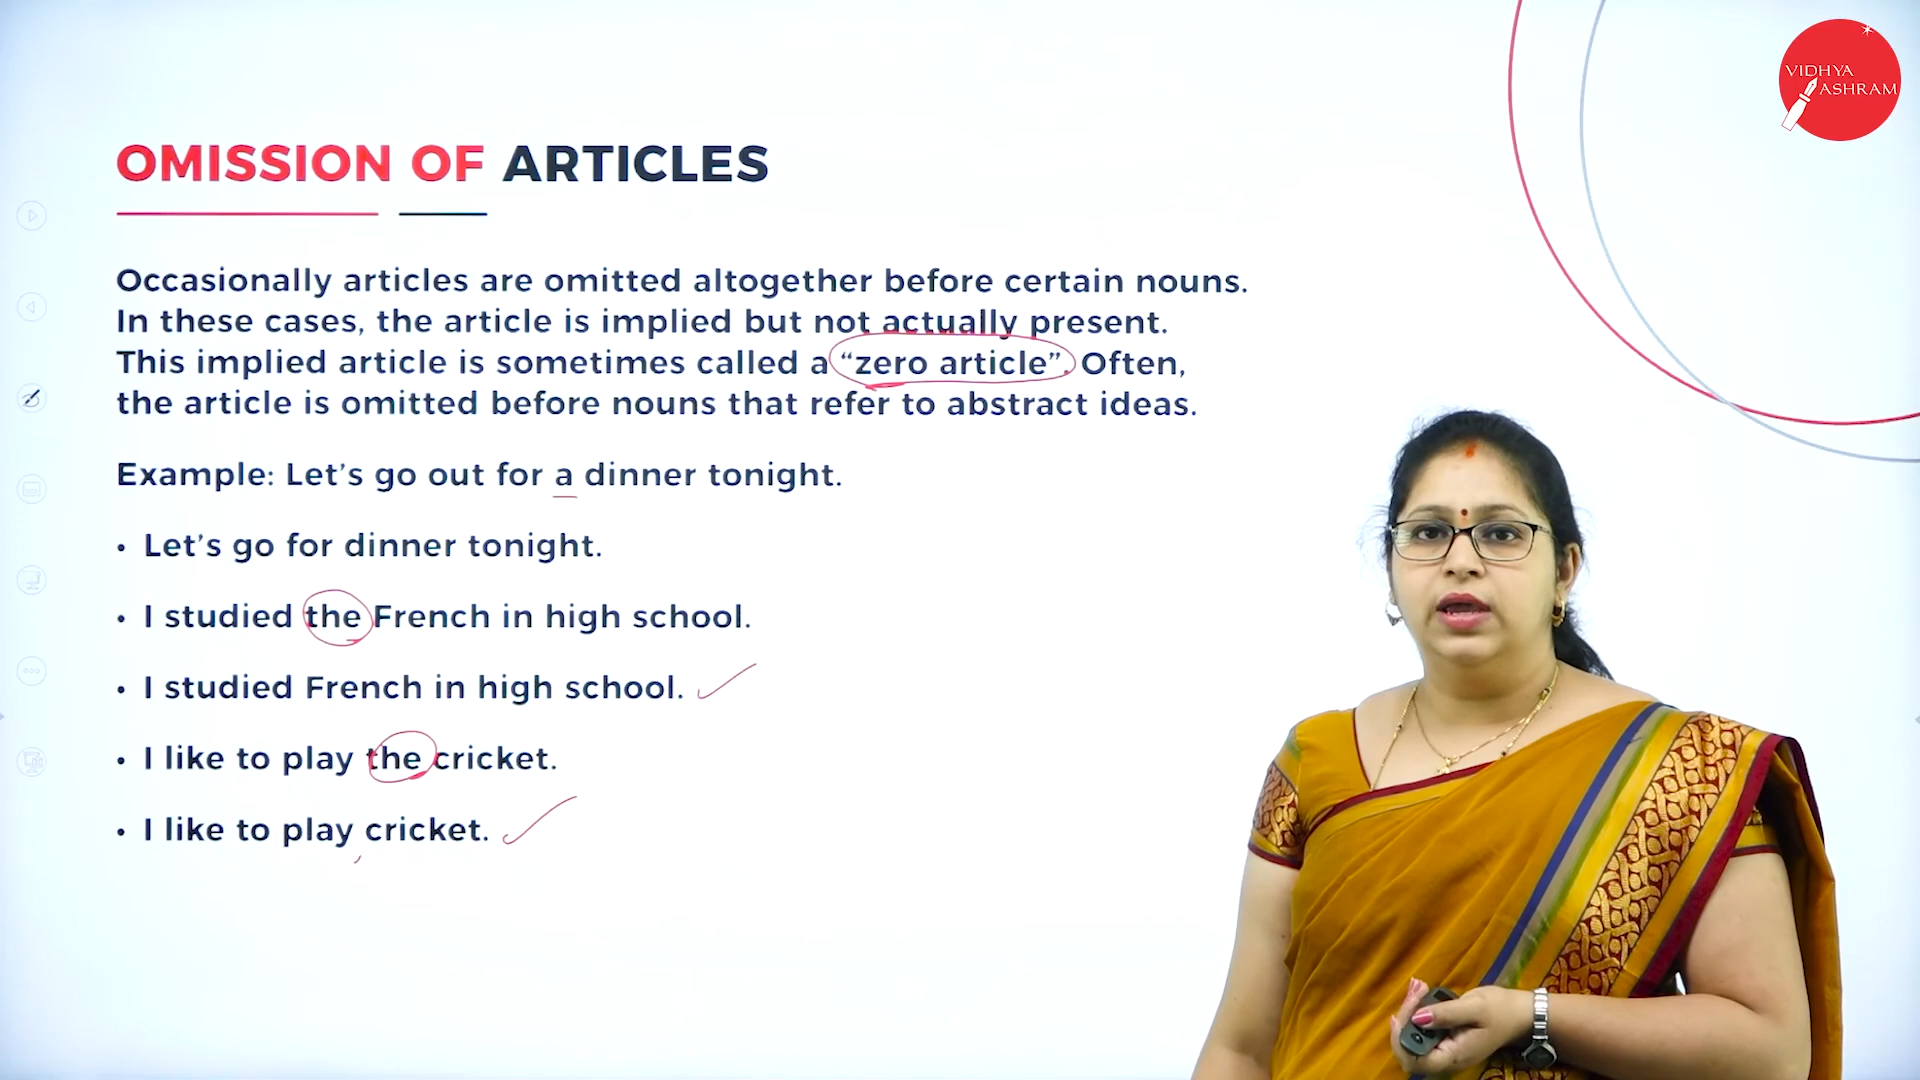 VIDHYA
ASHRAM
OMISSION OF ARTICLES
Occasionally articles are omitted altogether before certain nouns.
In these cases, the article is implied but not actually present.
This implied article is sometimes called a “zero article”. Often,
the article is omitted before nouns that refer to abstract ideas.
Example: Let’s go out for a dinner tonight.
• Let’s go for dinner tonight.
• I studied the French in high school.
• I studied French in high school.
• I like to play the cricket.
• I like to play cricket.